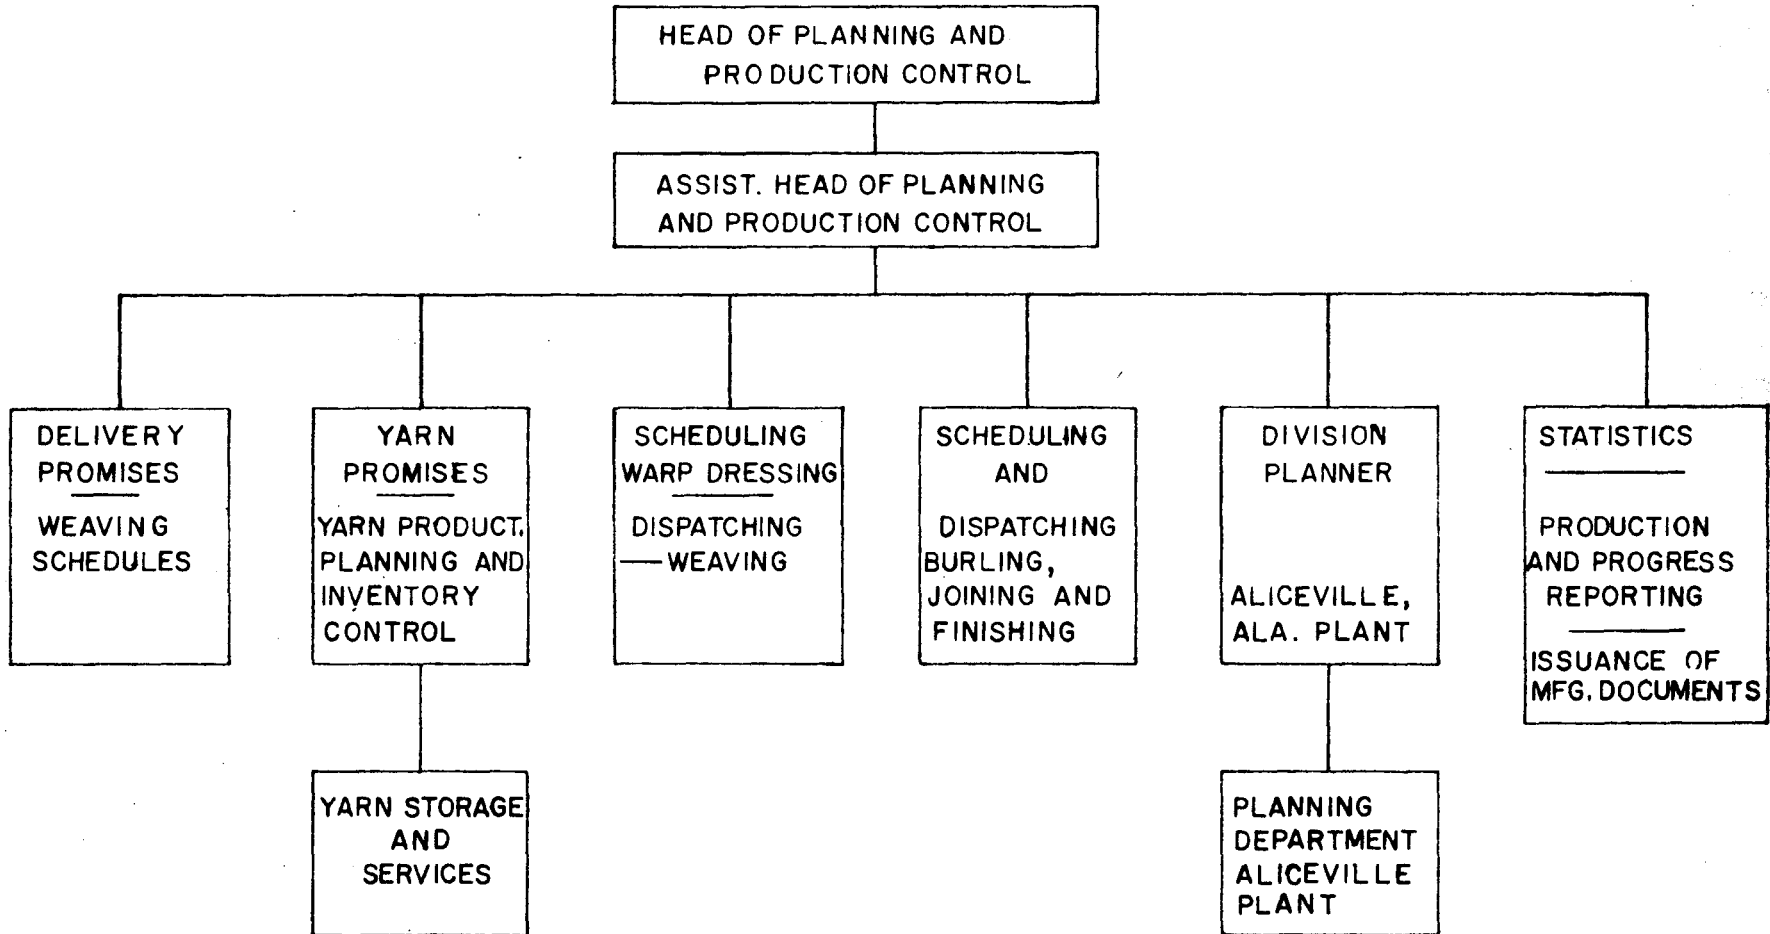 HEAD OF PLANNING AND
PRODUCTION CONTROL
ASSIST. HEAD OF PLANNING
AND PRODUCTION CONTROL
DELIVERY
PROMISES
WEAVING
SCHEDULES
YARN
PROMISES
YARN PRODUCT.
PLANNING AND
INVENTORY
CONTROL
SCHEDULING
WARP DRESSING
DISPATCHING
— WEAVING
SCHEDULING
AND
DISPATCHING
BURLING,
JOINING AND
FINISHING
DIVISION
PLANNER
ALICEVILLE,
ALA. PLANT
STATISTICS
PRODUCTION
AND PROGRESS
REPORTING
ISSUANCE OF
MFG. DOCUMENTS
YARN STORAGE
AND
SERVICES
PLANNING
DEPARTMENT
ALICEVILLE
PLANT